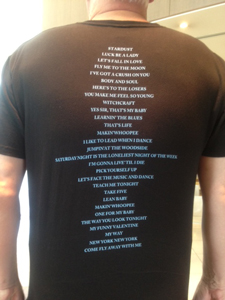 STARDUST
LUCK BE A LADY
LET'S FALL IN LOVE
FLY ME TO THE MOON
I'VE GOT A CRUSH ON YOU
BODY AND SOUL
HERE'S TO THE LOSERS
YOU MAKE ME FEEL SO YOUNG
WITCHCRAFT
YES SIR, THAT'S MY BABY
LEARNIN' THE BLUES
THAT'S LIFE
MAKIN' WHOOPEE
I LIKE TO LEAD WHEN I DANCE
JUMPIN' AT THE WOODSIDE
SATURDAY NIGHT IS THE LONELIEST NIGHT OF THE WEEK
I'M GONNA LIVE 'TIL I DIE
PICK YOURSELF UP
LET'S FACE THE MUSIC AND DANCE
TEACH ME TONIGHT
TAKE FIVE
LEAN BABY
MAKIN' WHOOPEE
ONE FOR MY BABY
THE WAY YOU LOOK TONIGHT
MY FUNNY VALENTINE
MY WAY
NEW YORK NEW YORK
COME FLY AWAY WITH ME